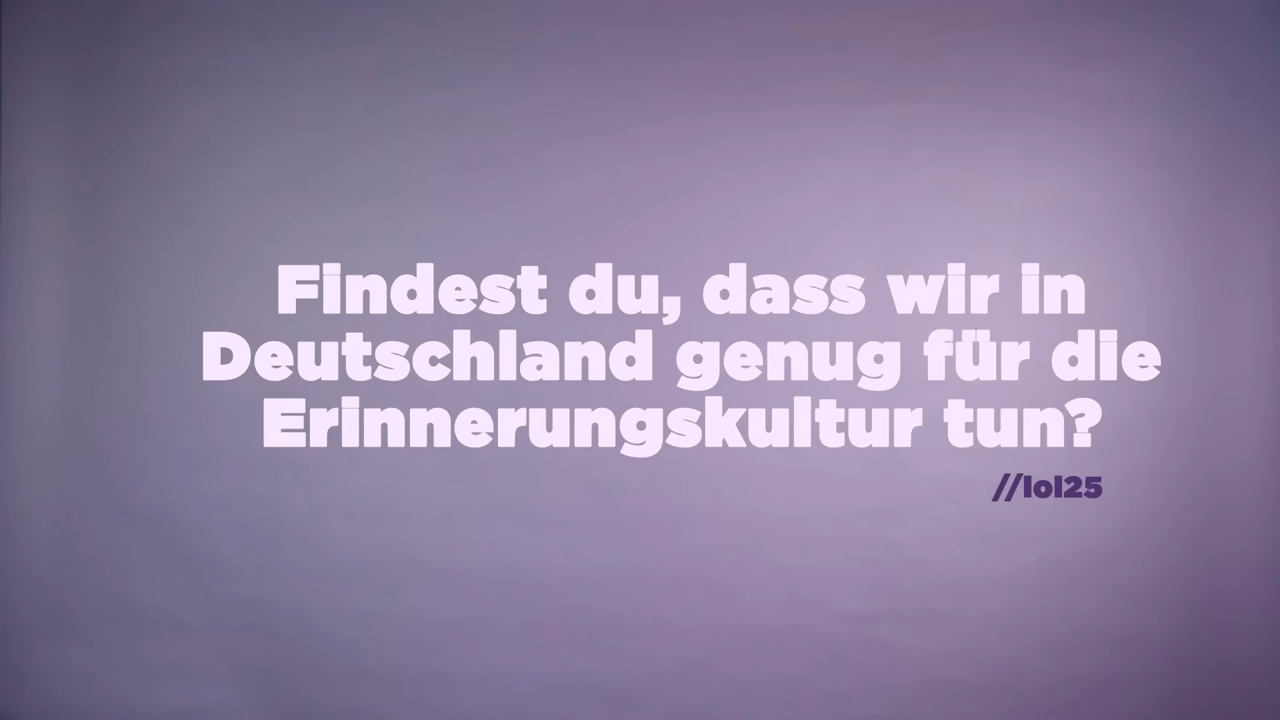 Findest du, dass wir in
Deutschland genug für die
Erinnerungskultur tun?
//lol25